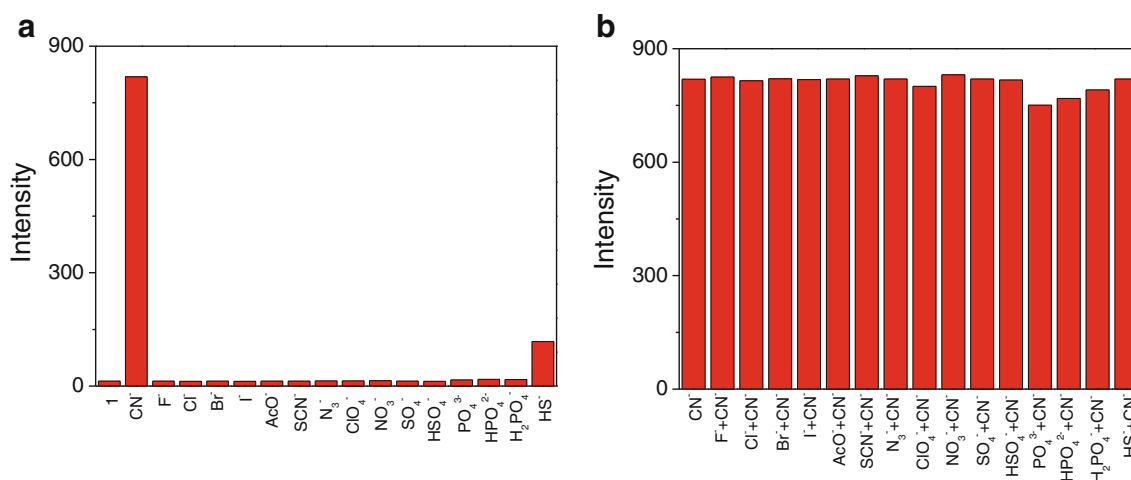 a
900
600
300
0
Intensity
1
CN⁻
F⁻
Cl⁻
Br⁻
I⁻
AcO⁻
SCN⁻
N₃⁻
ClO₄⁻
NO₃⁻
SO₄⁻
HSO₄⁻
PO₄³⁻
HPO₄²⁻
H₂PO₄⁻
HS⁻
b
900
600
300
0
Intensity
CN⁻
F⁻+CN⁻
Cl⁻+CN⁻
Br⁻+CN⁻
I⁻+CN⁻
AcO⁻+CN⁻
SCN⁻+CN⁻
N₃⁻+CN⁻
ClO₄⁻+CN⁻
NO₃⁻+CN⁻
SO₄⁻+CN⁻
HSO₄⁻+CN⁻
PO₄³⁻+CN⁻
HPO₄²⁻+CN⁻
H₂PO₄⁻+CN⁻
HS⁻+CN⁻